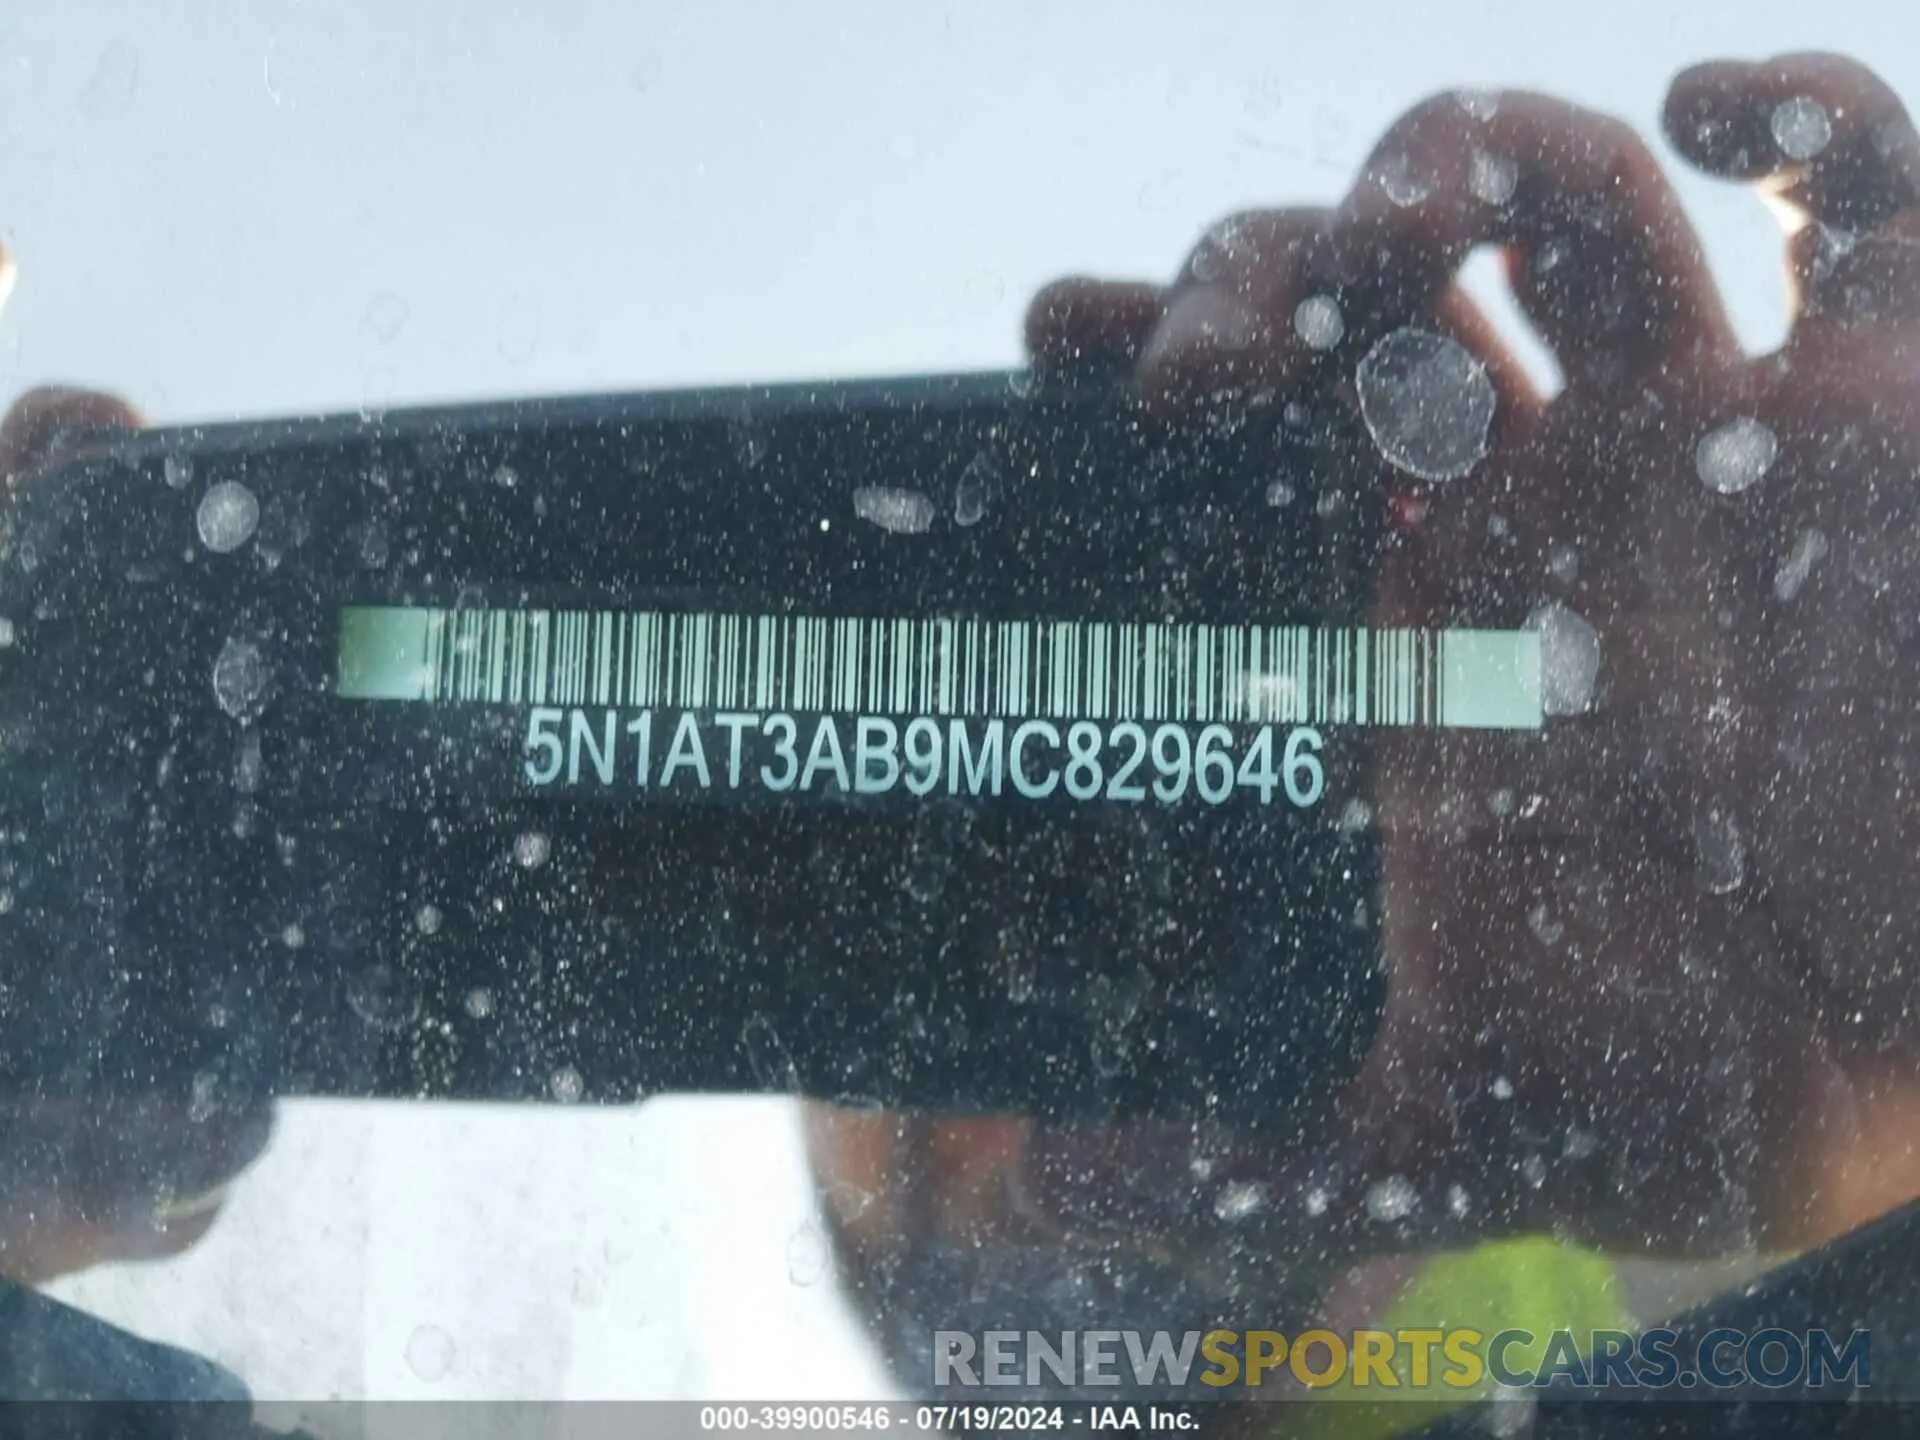 5N1AT3AB9MC829646
RENEWSPORTSCARS.COM
000-39900546 - 07/19/2024 - IAA Inc.